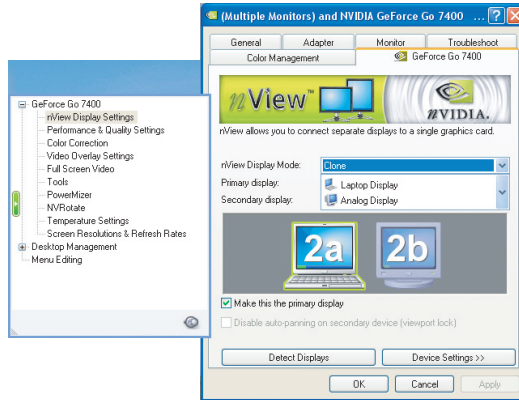 (Multiple Monitors) and NVIDIA GeForce Go 7400 ...
General Adapter Monitor Troubleshoot
Color Management GeForce Go 7400
nView™
NVIDIA.
nView allows you to connect separate displays to a single graphics card.
nView Display Mode: Clone
Primary display: Laptop Display
Secondary display: Analog Display
2a 2b
Make this the primary display
Disable auto-panning on secondary device (viewport lock)
Detect Displays Device Settings >>
OK Cancel Apply
GeForce Go 7400
nView Display Settings
Performance & Quality Settings
Color Correction
Video Overlay Settings
Full Screen Video
Tools
PowerMizer
NVRotate
Temperature Settings
Screen Resolutions & Refresh Rates
Desktop Management
Menu Editing